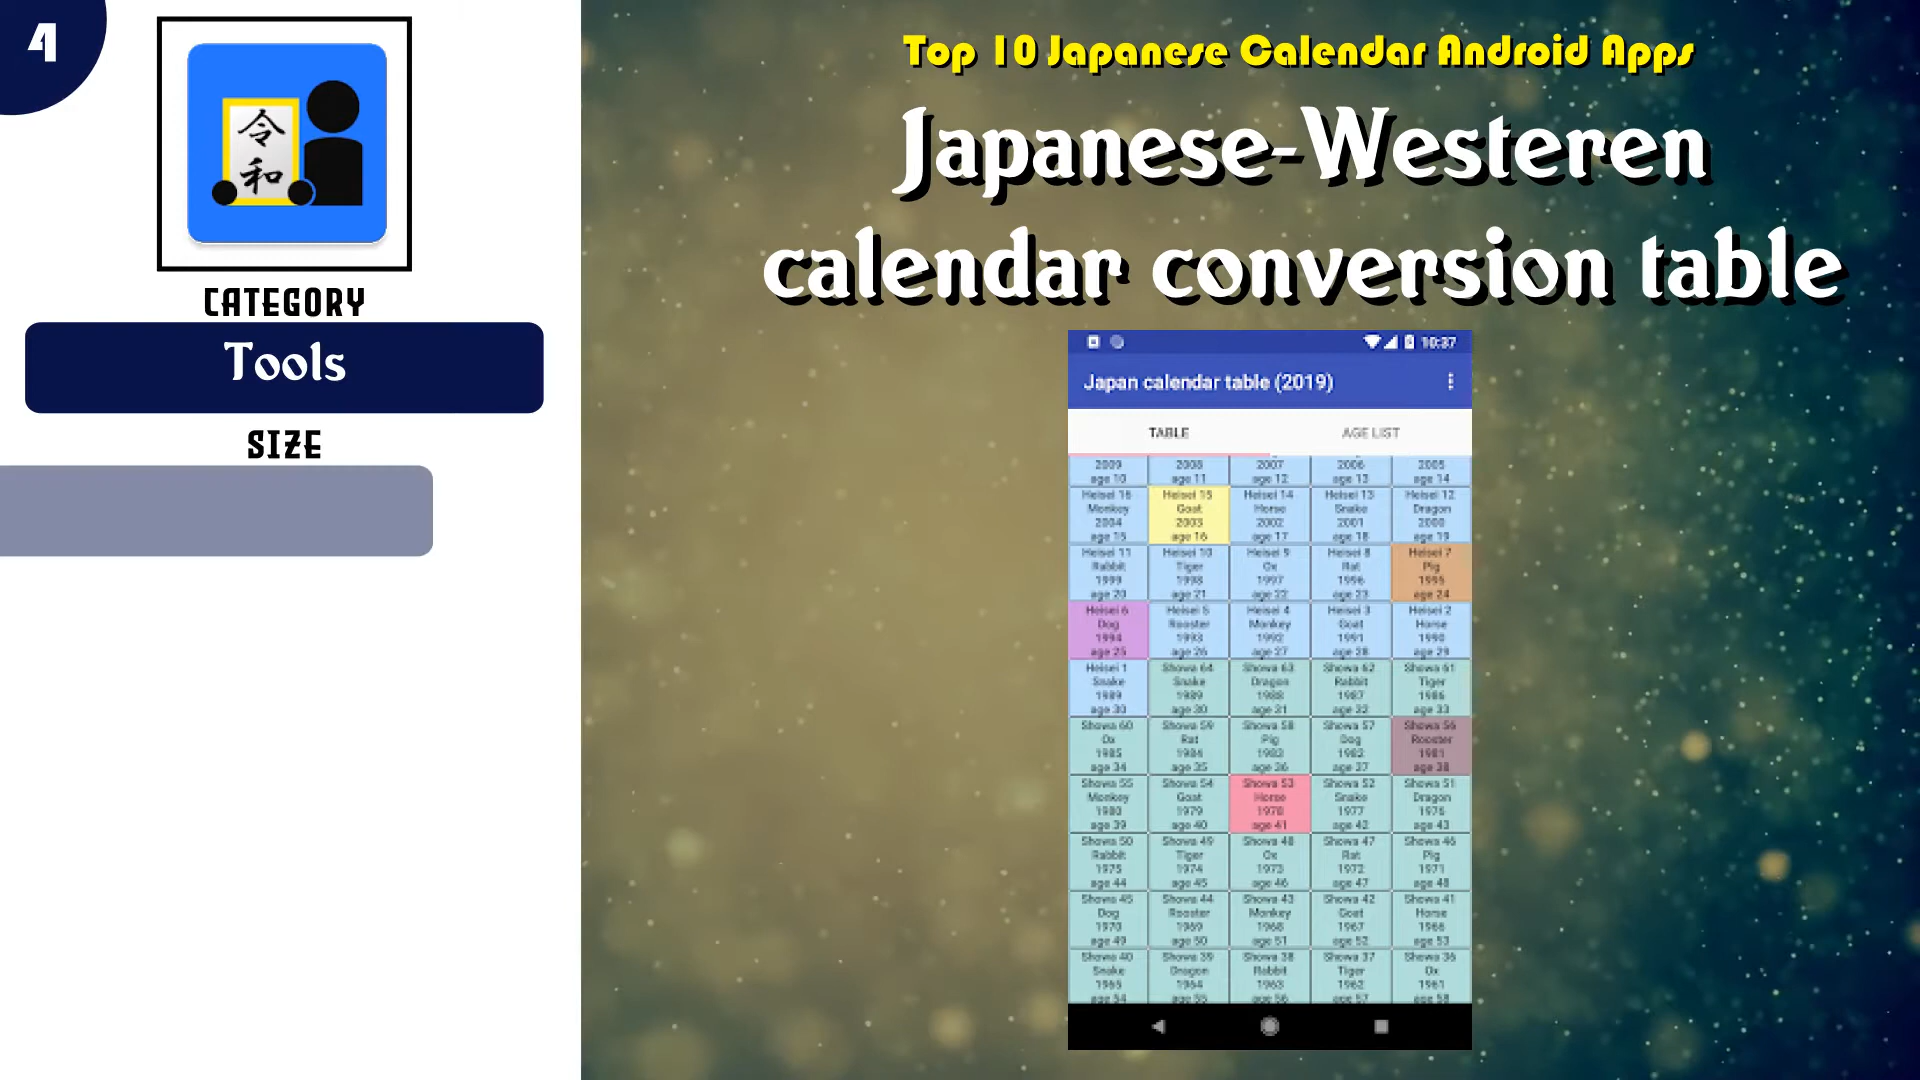 4
令
和
CATEGORY
Tools
SIZE
Top 10 Japanese Calendar Android Apps
Japanese-Westeren
calendar conversion table
10:37
Japan calendar table (2019)
TABLE AGE LIST
2009 2008 2007 2006 2005
age 10 age 11 age 12 age 13 age 14
Heisei 16 Heisei 15 Heisei 14 Heisei 13 Heisei 12
Monkey Goat Horse Snake Dragon
2004 2003 2002 2001 2000
age 15 age 16 age 17 age 18 age 19
Heisei 11 Heisei 10 Heisei 9 Heisei 8 Heisei 7
Rabbit Tiger Ox Rat Pig
1999 1998 1997 1996 1995
age 20 age 21 age 22 age 23 age 24
Heisei 6 Heisei 5 Heisei 4 Heisei 3 Heisei 2
Dog Rooster Monkey Goat Horse
1994 1993 1992 1991 1990
age 25 age 26 age 27 age 28 age 29
Heisei 1 Showa 64 Showa 63 Showa 62 Showa 61
Snake Snake Dragon Rabbit Tiger
1989 1989 1988 1987 1986
age 30 age 30 age 31 age 32 age 33
Showa 60 Showa 59 Showa 58 Showa 57 Showa 56
Ox Rat Pig Dog Rooster
1985 1984 1983 1982 1981
age 34 age 35 age 36 age 37 age 38
Showa 55 Showa 54 Showa 53 Showa 52 Showa 51
Monkey Goat Horse Snake Dragon
1980 1979 1978 1977 1976
age 39 age 40 age 41 age 42 age 43
Showa 50 Showa 49 Showa 48 Showa 47 Showa 46
Rabbit Tiger Ox Rat Pig
1975 1974 1973 1972 1971
age 44 age 45 age 46 age 47 age 48
Showa 45 Showa 44 Showa 43 Showa 42 Showa 41
Dog Rooster Monkey Goat Horse
1970 1969 1968 1967 1966
age 49 age 50 age 51 age 52 age 53
Showa 40 Showa 39 Showa 38 Showa 37 Showa 36
Snake Dragon Rabbit Tiger Ox
1965 1964 1963 1962 1961
age 54 age 55 age 56 age 57 age 58